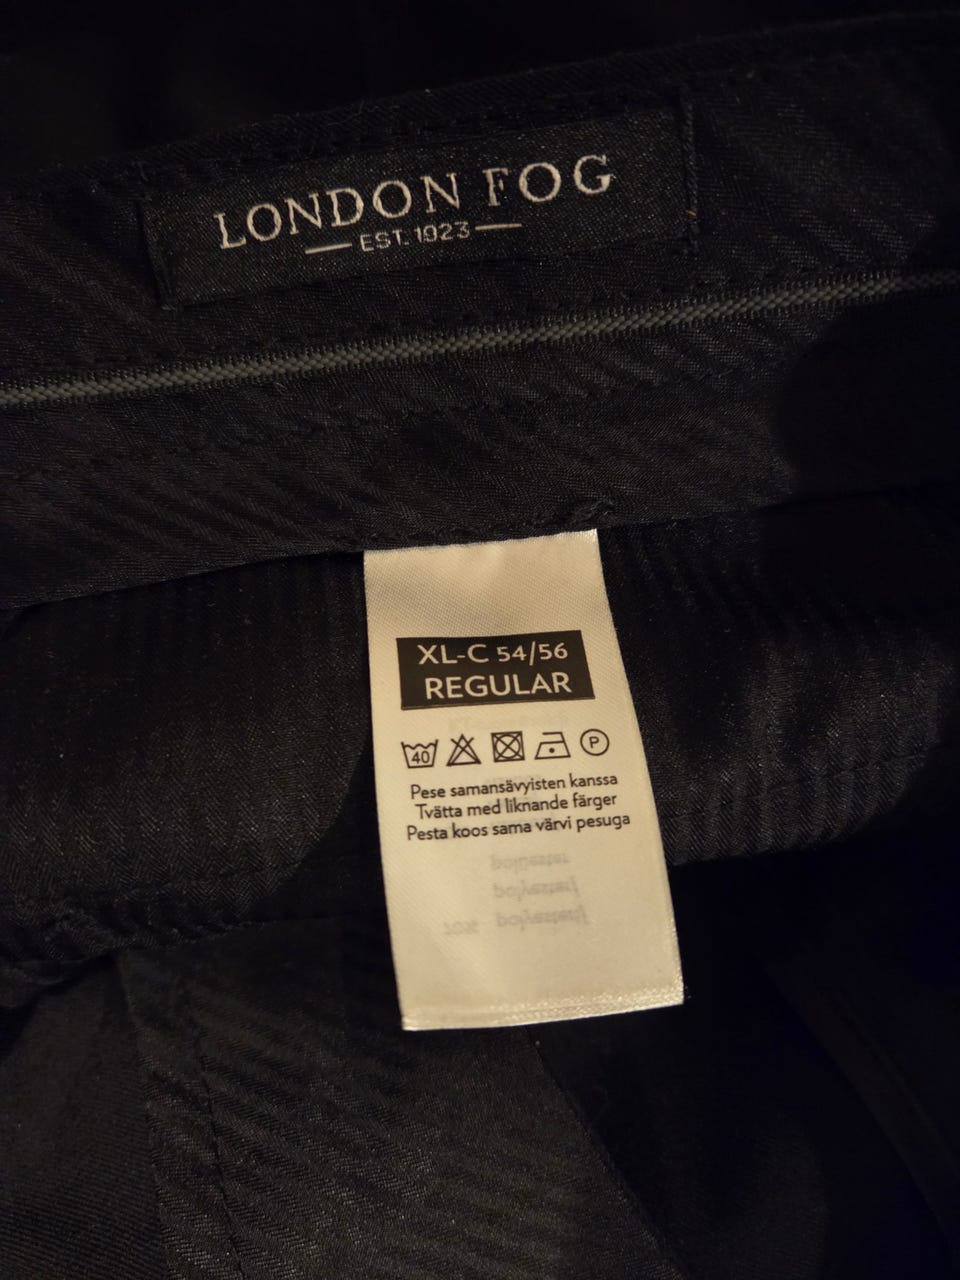 LONDON FOG
EST. 1923
XL-C 54/56
REGULAR
40 P
Pese samansävyisten kanssa
Tvätta med liknande färger
Pesta koos sama värvi pesuga